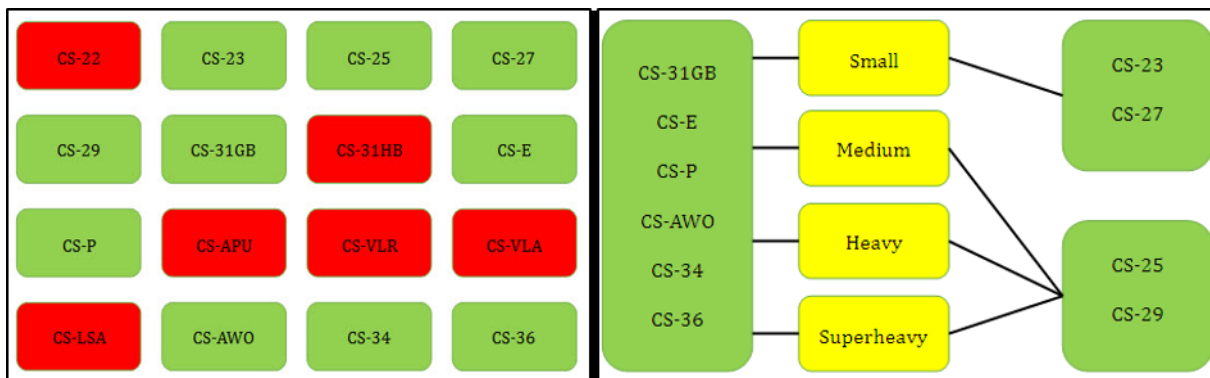 CS-22
CS-23
CS-25
CS-27
CS-29
CS-31GB
CS-31HB
CS-E
CS-P
CS-APU
CS-VLR
CS-VLA
CS-LSA
CS-AWO
CS-34
CS-36
CS-31GB
CS-E
CS-P
CS-AWO
CS-34
CS-36
Small
Medium
Heavy
Superheavy
CS-23
CS-27
CS-25
CS-29